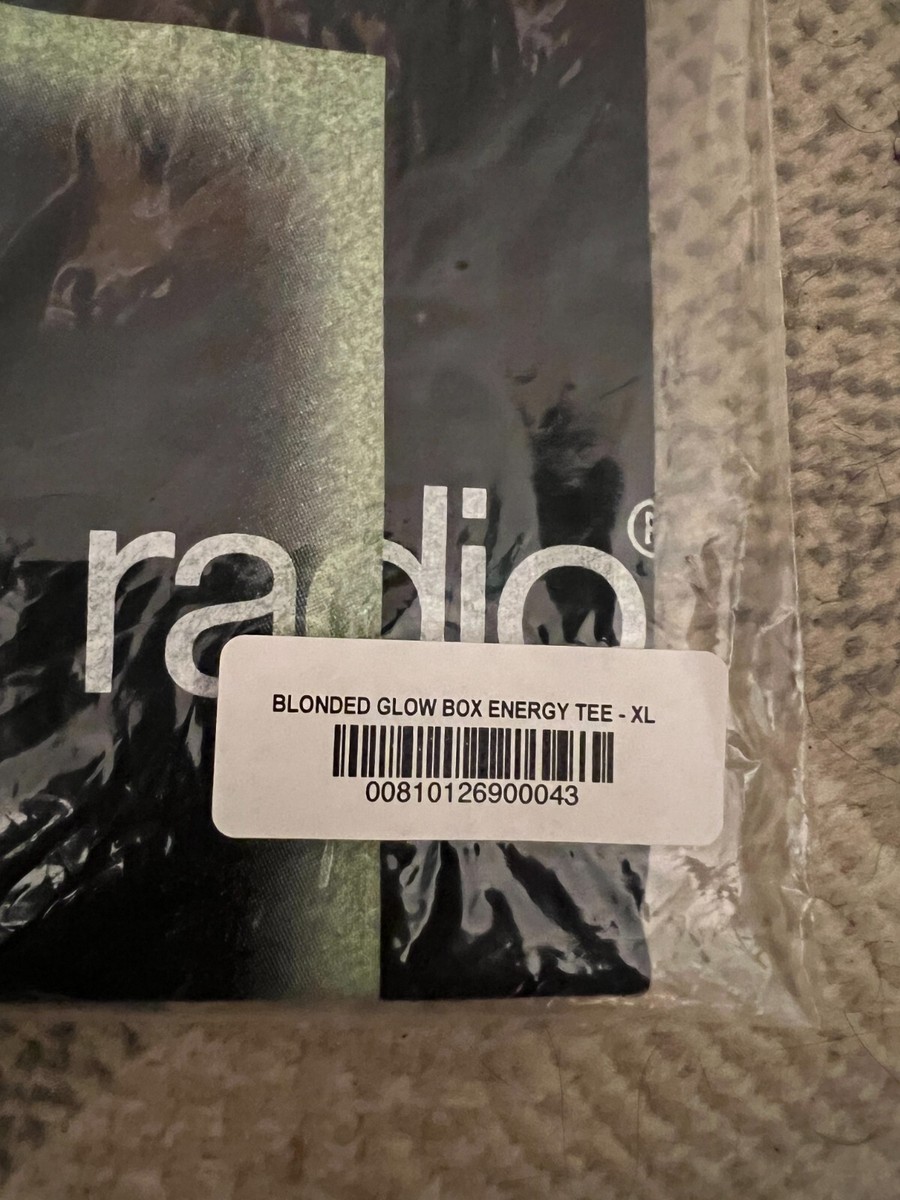 radio®
BLONDED GLOW BOX ENERGY TEE - XL
00810126900043